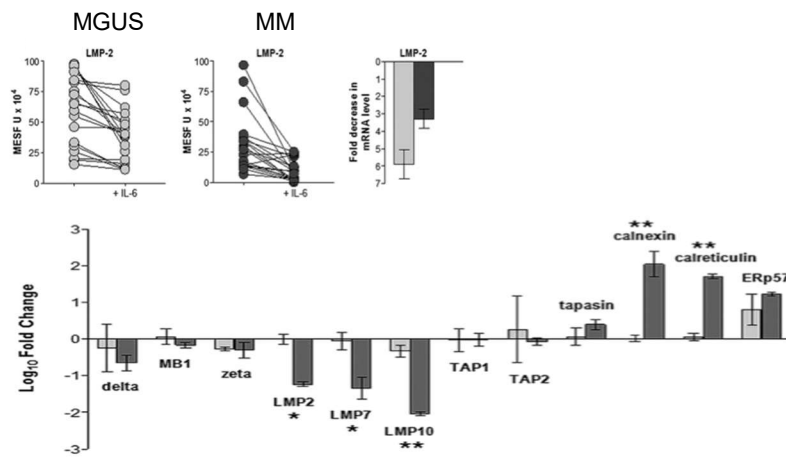 MGUS
MM
LMP-2
LMP-2
LMP-2
MESF U x 10⁴
100
75
50
25
0
+ IL-6
MESF U x 10⁴
100
75
50
25
0
+ IL-6
Fold decrease in
mRNA level
0
1
2
3
4
5
6
7
Log₁₀ Fold Change
3
2
1
0
-1
-2
-3
delta
MB1
zeta
LMP2
*
LMP7
*
LMP10
**
TAP1
TAP2
tapasin
**
calnexin
**
calreticulin
ERp57